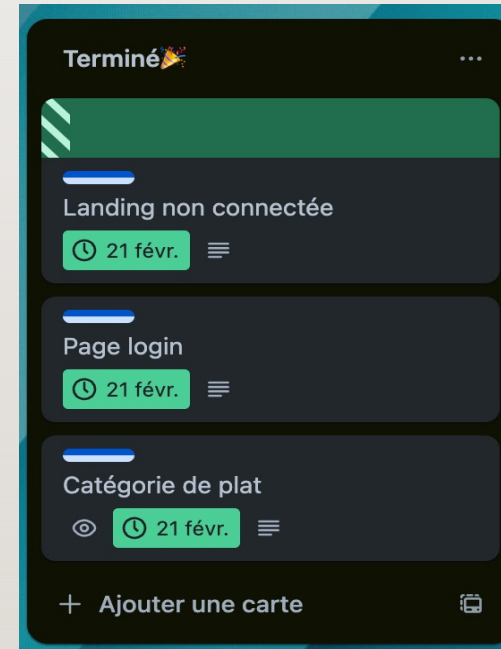 Terminé🎉
Landing non connectée
21 févr.
Page login
21 févr.
Catégorie de plat
21 févr.
Ajouter une carte